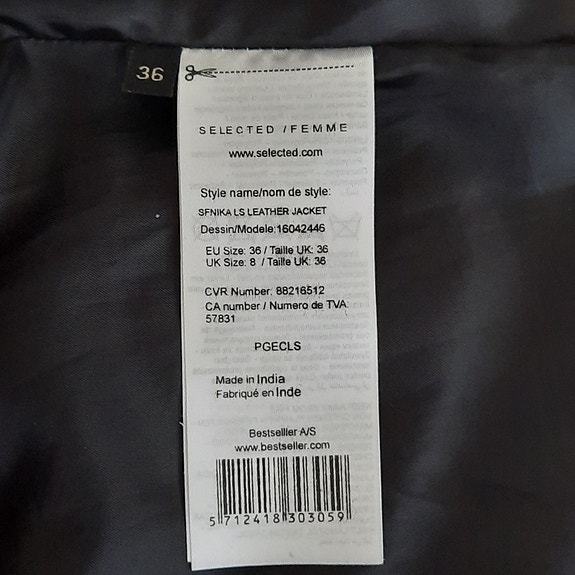 36
SELECTED / FEMME
www.selected.com
Style name/nom de style:
SFNIKA LS LEATHER JACKET
Dessin/Modele:16042446
EU Size: 36 / Taille UK: 36
UK Size: 8 / Taille UK: 36
CVR Number: 88216512
CA number / Numero de TVA:
57831
PGECLS
Made in India
Fabriqué en Inde
Bestselller A/S
www.bestseller.com
5 712418 303059